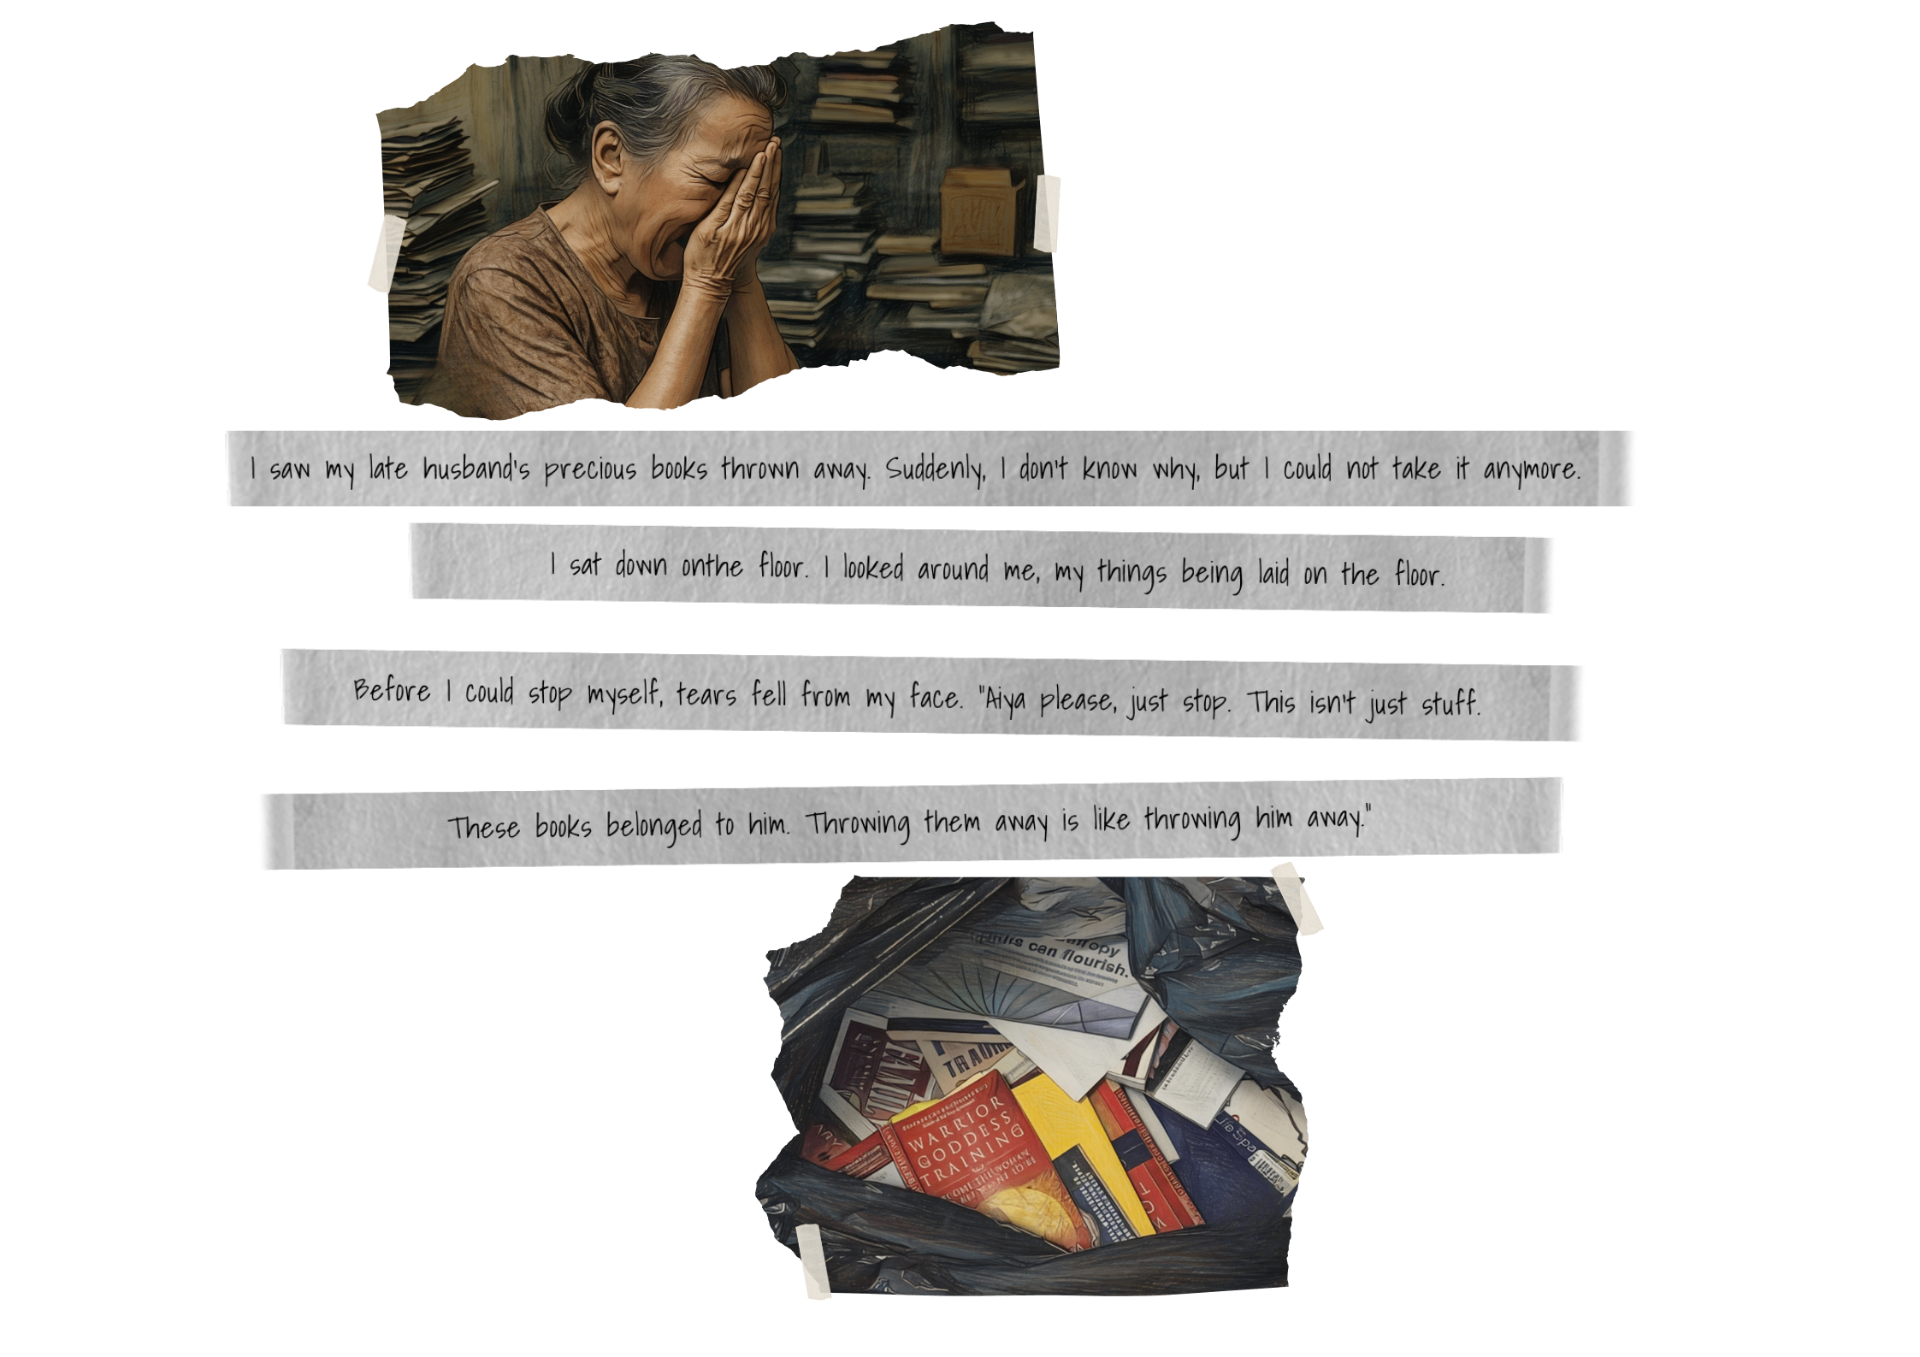 I saw my late husband's precious books thrown away. Suddenly, I don't know why, but I could not take it anymore.
I sat down onthe floor. I looked around me, my things being laid on the floor.
Before I could stop myself, tears fell from my face. "Aiya please, just stop. This isn't just stuff.
These books belonged to him. Throwing them away is like throwing him away."
can flourish.
WARRIOR
GODDESS
TRAINING